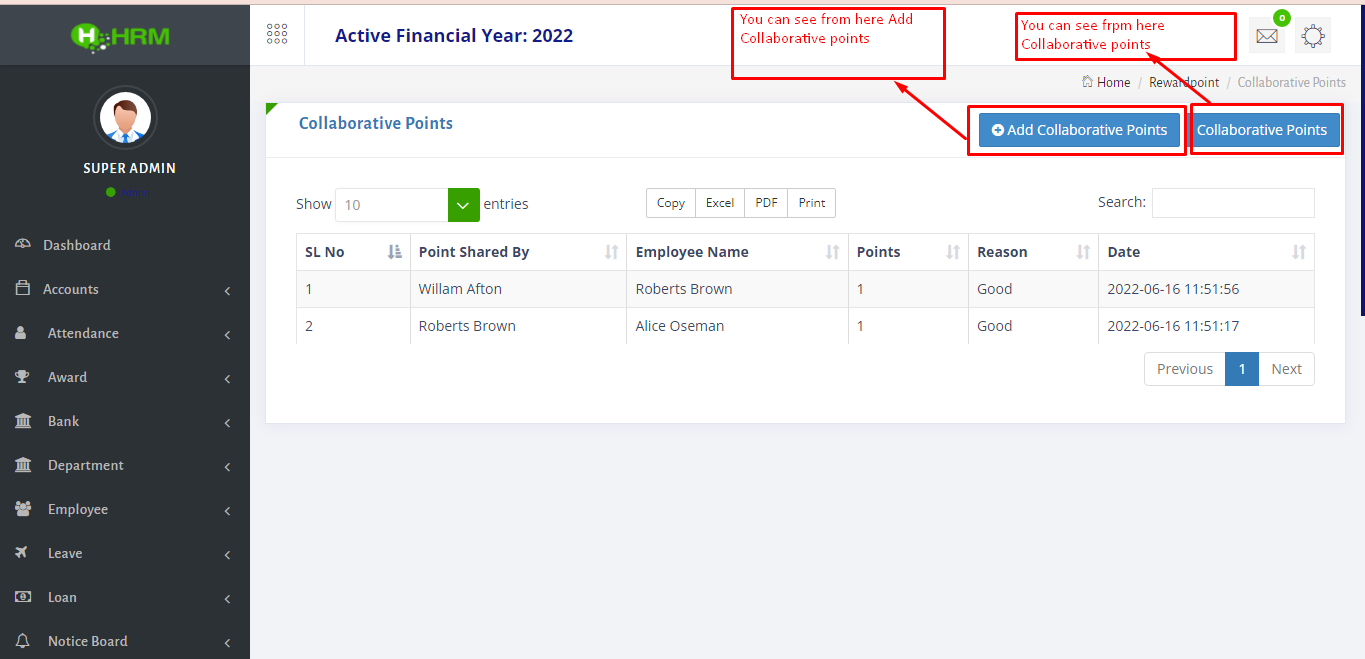 HRM
Active Financial Year: 2022
You can see from here Add
Collaborative points
You can see frpm here
Collaborative points
0
Home / Rewardpoint / Collaborative Points
SUPER ADMIN
Collaborative Points
Add Collaborative Points
Collaborative Points
Show 10 entries
Copy Excel PDF Print
Search:
SL No Point Shared By Employee Name Points Reason Date
1 Willam Afton Roberts Brown 1 Good 2022-06-16 11:51:56
2 Roberts Brown Alice Oseman 1 Good 2022-06-16 11:51:17
Previous 1 Next
Dashboard
Accounts
Attendance
Award
Bank
Department
Employee
Leave
Loan
Notice Board